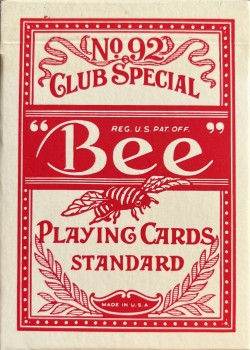 No 92
CLUB SPECIAL
REG. U.S. PAT. OFF.
"Bee"
PLAYING CARDS
STANDARD
MADE IN U.S.A.